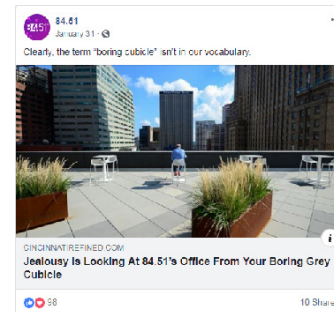 84.51
January 31 ·
Clearly, the term "boring cubicle" isn't in our vocabulary.
CINCINNATIREFINED.COM
Jealousy Is Looking At 84.51's Office From Your Boring Grey
Cubicle
98
10 Share